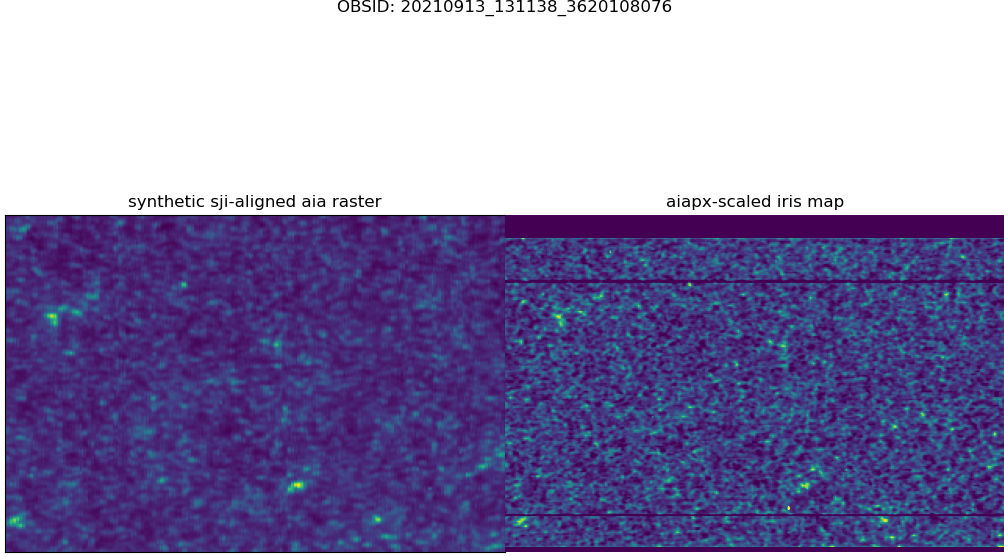 OBSID: 20210913_131138_3620108076
synthetic sji-aligned aia raster
aiapx-scaled iris map